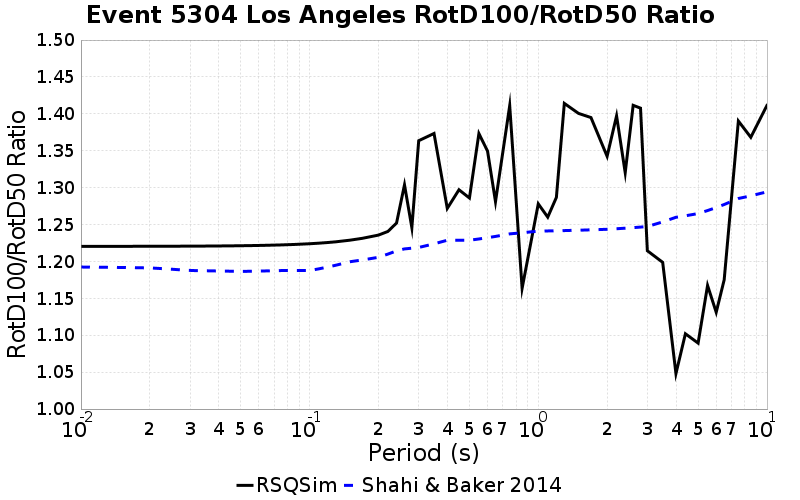 Event 5304 Los Angeles RotD100/RotD50 Ratio
RotD100/RotD50 Ratio
1.50
1.45
1.40
1.35
1.30
1.25
1.20
1.15
1.10
1.05
1.00
10-2 2 3 4 5 6 10-1 2 3 4 5 6 7 100 2 3 4 5 6 7 101
Period (s)
RSQSim Shahi & Baker 2014